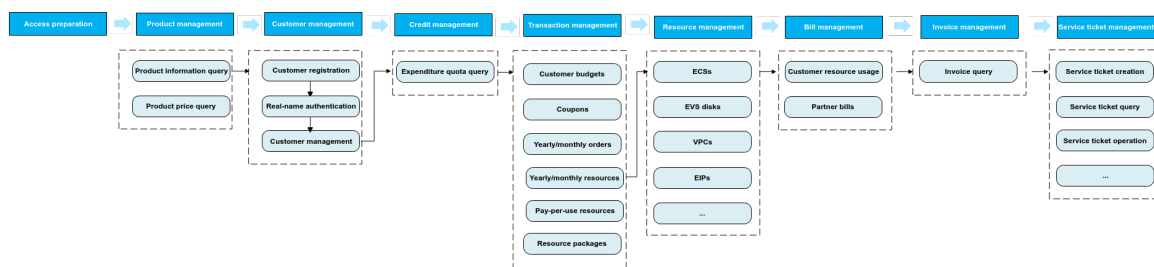 Access preparation
Product management
Customer management
Credit management
Transaction management
Resource management
Bill management
Invoice management
Service ticket management
Product information query
Product price query
Customer registration
Real-name authentication
Customer management
Expenditure quota query
Customer budgets
Coupons
Yearly/monthly orders
Yearly/monthly resources
Pay-per-use resources
Resource packages
ECSs
EVS disks
VPCs
EIPs
...
Customer resource usage
Partner bills
Invoice query
Service ticket creation
Service ticket query
Service ticket operation
...